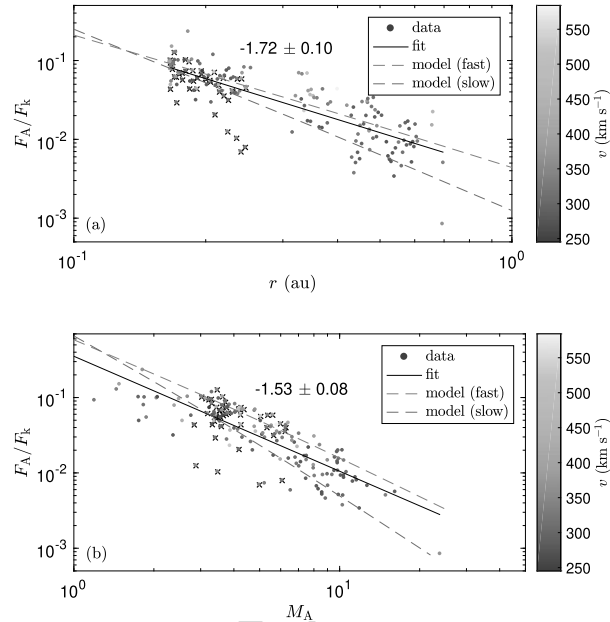 -1.72 ± 0.10
data
fit
model (fast)
model (slow)
F_A/F_k
10^-1
10^-2
10^-3
(a)
10^-1
10^0
r (au)
550
500
450
400
350
300
250
v (km s^-1)
-1.53 ± 0.08
data
fit
model (fast)
model (slow)
F_A/F_k
10^-1
10^-2
10^-3
(b)
10^0
10^1
M_A
550
500
450
400
350
300
250
v (km s^-1)